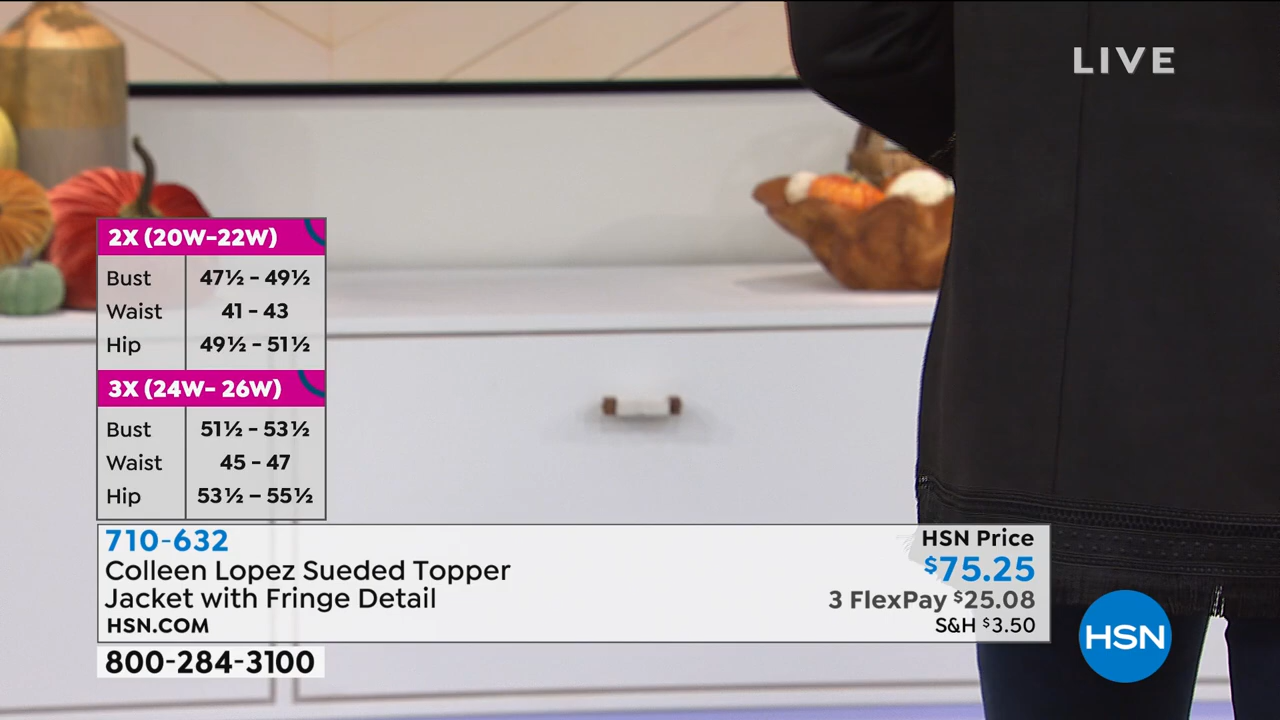 LIVE
2X (20W-22W)
Bust 47½ - 49½
Waist 41 - 43
Hip 49½ - 51½
3X (24W- 26W)
Bust 51½ - 53½
Waist 45 - 47
Hip 53½ - 55½
710-632
Colleen Lopez Sueded Topper
Jacket with Fringe Detail
HSN.COM
HSN Price
$75.25
3 FlexPay $25.08
S&H $3.50
800-284-3100
HSN